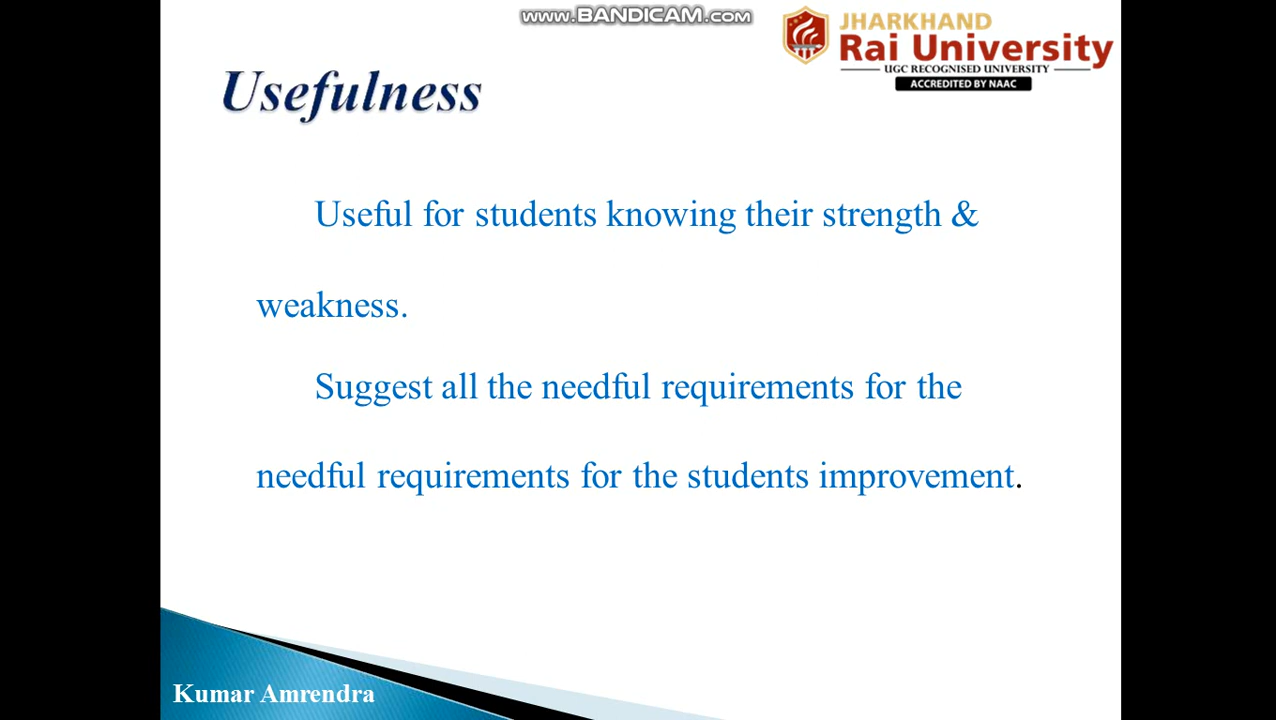 www.BANDICAM.com
JHARKHAND
Rai University
UGC RECOGNISED UNIVERSITY
ACCREDITED BY NAAC
Usefulness
Useful for students knowing their strength &
weakness.
Suggest all the needful requirements for the
needful requirements for the students improvement.
Kumar Amrendra